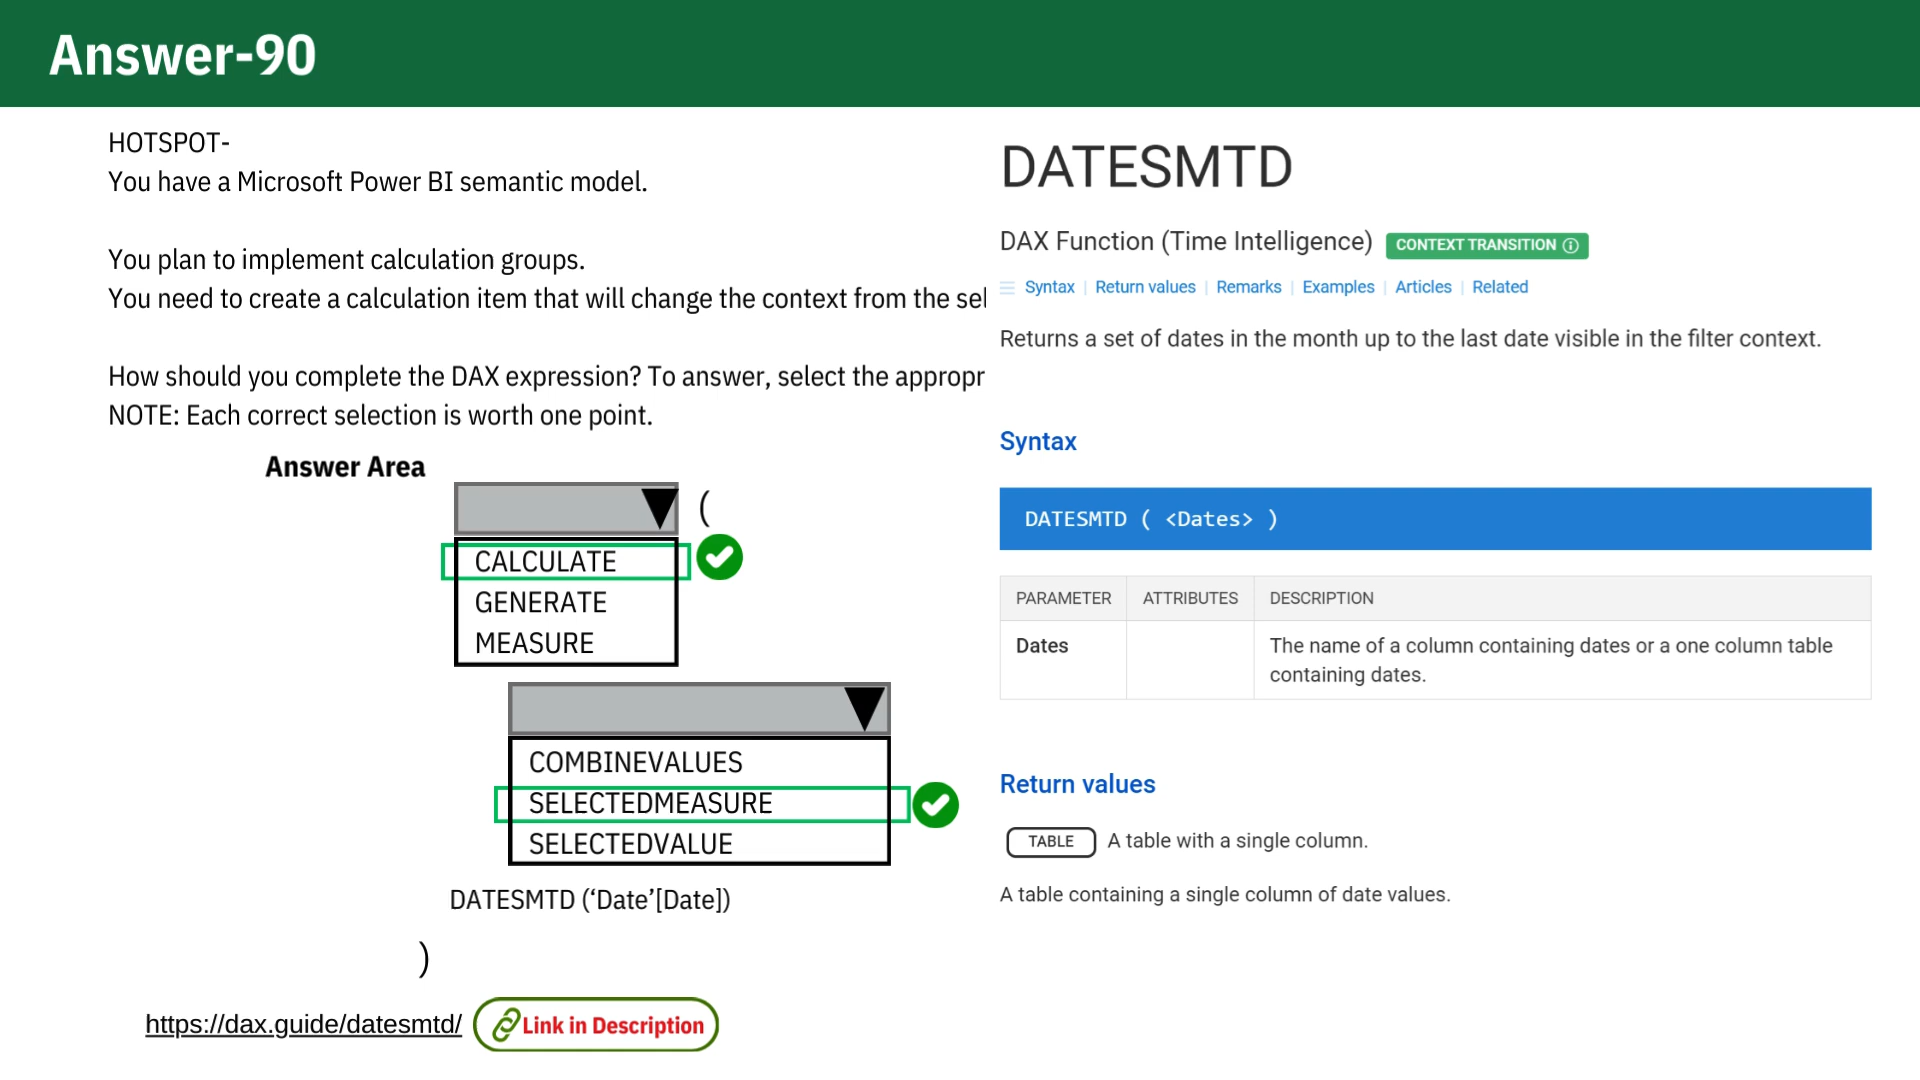 Answer-90
HOTSPOT-
You have a Microsoft Power BI semantic model.
You plan to implement calculation groups.
You need to create a calculation item that will change the context from the sel
How should you complete the DAX expression? To answer, select the appropr
NOTE: Each correct selection is worth one point.
Answer Area
(
CALCULATE
GENERATE
MEASURE
COMBINEVALUES
SELECTEDMEASURE
SELECTEDVALUE
DATESMTD (‘Date’[Date])
)
https://dax.guide/datesmtd/
Link in Description
DATESMTD
DAX Function (Time Intelligence) CONTEXT TRANSITION
Syntax | Return values | Remarks | Examples | Articles | Related
Returns a set of dates in the month up to the last date visible in the filter context.
Syntax
DATESMTD ( <Dates> )
PARAMETER ATTRIBUTES DESCRIPTION
Dates The name of a column containing dates or a one column table
containing dates.
Return values
TABLE A table with a single column.
A table containing a single column of date values.